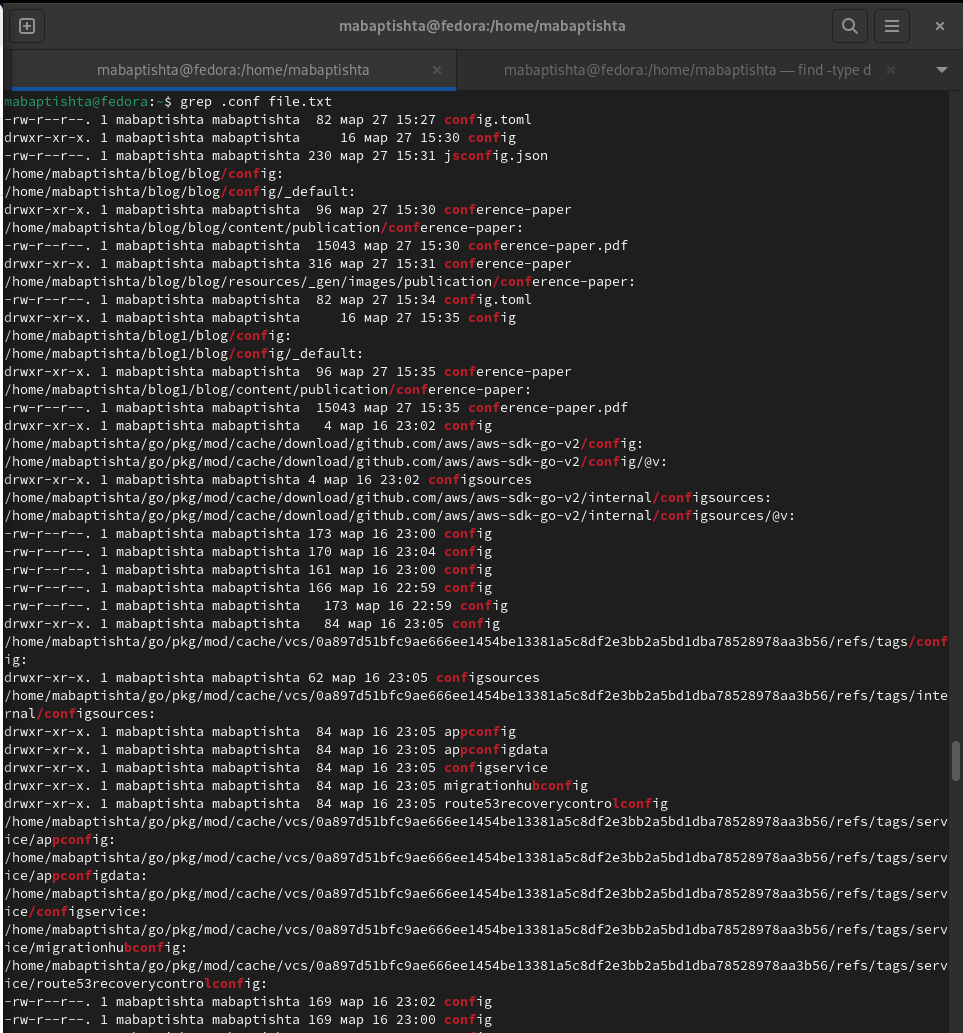 mabaptishta@fedora:/home/mabaptishta
mabaptishta@fedora:/home/mabaptishta
mabaptishta@fedora:/home/mabaptishta — find -type d
mabaptishta@fedora:~$ grep .conf file.txt
-rw-r--r--. 1 mabaptishta mabaptishta  82 мар 27 15:27 config.toml
drwxr-xr-x. 1 mabaptishta mabaptishta     16 мар 27 15:30 config
-rw-r--r--. 1 mabaptishta mabaptishta 230 мар 27 15:31 jsconfig.json
/home/mabaptishta/blog/blog/config:
/home/mabaptishta/blog/blog/config/_default:
drwxr-xr-x. 1 mabaptishta mabaptishta  96 мар 27 15:30 conference-paper
/home/mabaptishta/blog/blog/content/publication/conference-paper:
-rw-r--r--. 1 mabaptishta mabaptishta  15043 мар 27 15:30 conference-paper.pdf
drwxr-xr-x. 1 mabaptishta mabaptishta 316 мар 27 15:31 conference-paper
/home/mabaptishta/blog/blog/resources/_gen/images/publication/conference-paper:
-rw-r--r--. 1 mabaptishta mabaptishta  82 мар 27 15:34 config.toml
drwxr-xr-x. 1 mabaptishta mabaptishta     16 мар 27 15:35 config
/home/mabaptishta/blog1/blog/config:
/home/mabaptishta/blog1/blog/config/_default:
drwxr-xr-x. 1 mabaptishta mabaptishta  96 мар 27 15:35 conference-paper
/home/mabaptishta/blog1/blog/content/publication/conference-paper:
-rw-r--r--. 1 mabaptishta mabaptishta  15043 мар 27 15:35 conference-paper.pdf
drwxr-xr-x. 1 mabaptishta mabaptishta   4 мар 16 23:02 config
/home/mabaptishta/go/pkg/mod/cache/download/github.com/aws/aws-sdk-go-v2/config:
/home/mabaptishta/go/pkg/mod/cache/download/github.com/aws/aws-sdk-go-v2/config/@v:
drwxr-xr-x. 1 mabaptishta mabaptishta 4 мар 16 23:02 configsources
/home/mabaptishta/go/pkg/mod/cache/download/github.com/aws/aws-sdk-go-v2/internal/configsources:
/home/mabaptishta/go/pkg/mod/cache/download/github.com/aws/aws-sdk-go-v2/internal/configsources/@v:
-rw-r--r--. 1 mabaptishta mabaptishta 173 мар 16 23:00 config
-rw-r--r--. 1 mabaptishta mabaptishta 170 мар 16 23:04 config
-rw-r--r--. 1 mabaptishta mabaptishta 161 мар 16 23:00 config
-rw-r--r--. 1 mabaptishta mabaptishta 166 мар 16 22:59 config
-rw-r--r--. 1 mabaptishta mabaptishta   173 мар 16 22:59 config
drwxr-xr-x. 1 mabaptishta mabaptishta   84 мар 16 23:05 config
/home/mabaptishta/go/pkg/mod/cache/vcs/0a897d51bfc9ae666ee1454be13381a5c8df2e3bb2a5bd1dba78528978aa3b56/refs/tags/conf
ig:
drwxr-xr-x. 1 mabaptishta mabaptishta 62 мар 16 23:05 configsources
/home/mabaptishta/go/pkg/mod/cache/vcs/0a897d51bfc9ae666ee1454be13381a5c8df2e3bb2a5bd1dba78528978aa3b56/refs/tags/inte
rnal/configsources:
drwxr-xr-x. 1 mabaptishta mabaptishta  84 мар 16 23:05 appconfig
drwxr-xr-x. 1 mabaptishta mabaptishta  84 мар 16 23:05 appconfigdata
drwxr-xr-x. 1 mabaptishta mabaptishta  84 мар 16 23:05 configservice
drwxr-xr-x. 1 mabaptishta mabaptishta  84 мар 16 23:05 migrationhubconfig
drwxr-xr-x. 1 mabaptishta mabaptishta  84 мар 16 23:05 route53recoverycontrolconfig
/home/mabaptishta/go/pkg/mod/cache/vcs/0a897d51bfc9ae666ee1454be13381a5c8df2e3bb2a5bd1dba78528978aa3b56/refs/tags/serv
ice/appconfig:
/home/mabaptishta/go/pkg/mod/cache/vcs/0a897d51bfc9ae666ee1454be13381a5c8df2e3bb2a5bd1dba78528978aa3b56/refs/tags/serv
ice/appconfigdata:
/home/mabaptishta/go/pkg/mod/cache/vcs/0a897d51bfc9ae666ee1454be13381a5c8df2e3bb2a5bd1dba78528978aa3b56/refs/tags/serv
ice/configservice:
/home/mabaptishta/go/pkg/mod/cache/vcs/0a897d51bfc9ae666ee1454be13381a5c8df2e3bb2a5bd1dba78528978aa3b56/refs/tags/serv
ice/migrationhubconfig:
/home/mabaptishta/go/pkg/mod/cache/vcs/0a897d51bfc9ae666ee1454be13381a5c8df2e3bb2a5bd1dba78528978aa3b56/refs/tags/serv
ice/route53recoverycontrolconfig:
-rw-r--r--. 1 mabaptishta mabaptishta 169 мар 16 23:02 config
-rw-r--r--. 1 mabaptishta mabaptishta 169 мар 16 23:00 config